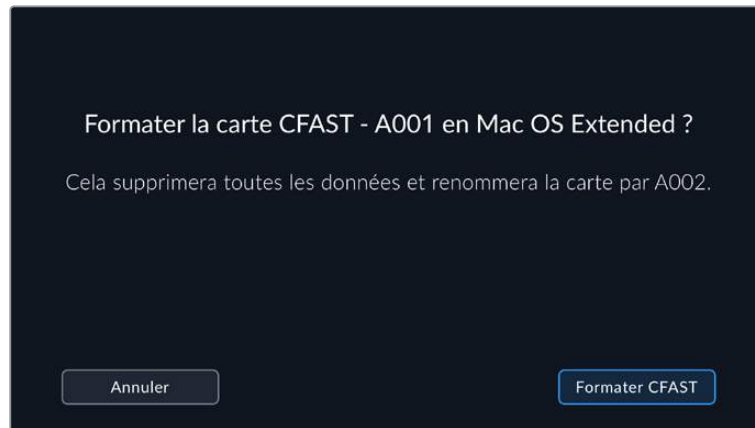 Formater la carte CFAST - A001 en Mac OS Extended ?
Cela supprimera toutes les données et renommera la carte par A002.
Annuler
Formater CFAST